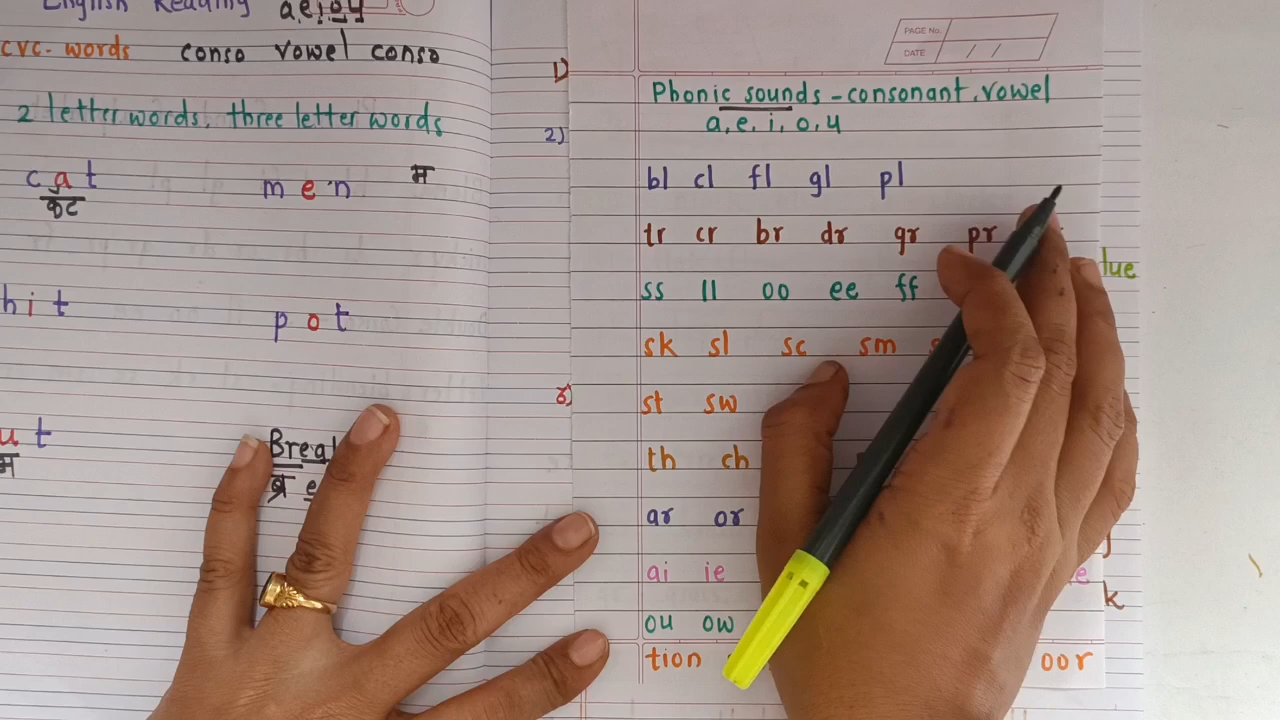 English Reading a,e,i,o,u
cvc- words conso vowel conso
2 letter words, three letter words
c a t m e n म
कट
h i t p o t
u t
Brea
ब्रे e
PAGE No.
DATE / /
1)
Phonic sounds - consonant, vowel
a, e, i, o, u
2)
bl cl fl gl pl
tr cr br dr gr pr
lue
ss ll oo ee ff
sk sl sc sm
3)
st sw
th ch
ar or
ai ie e
k
ou ow
tion oor